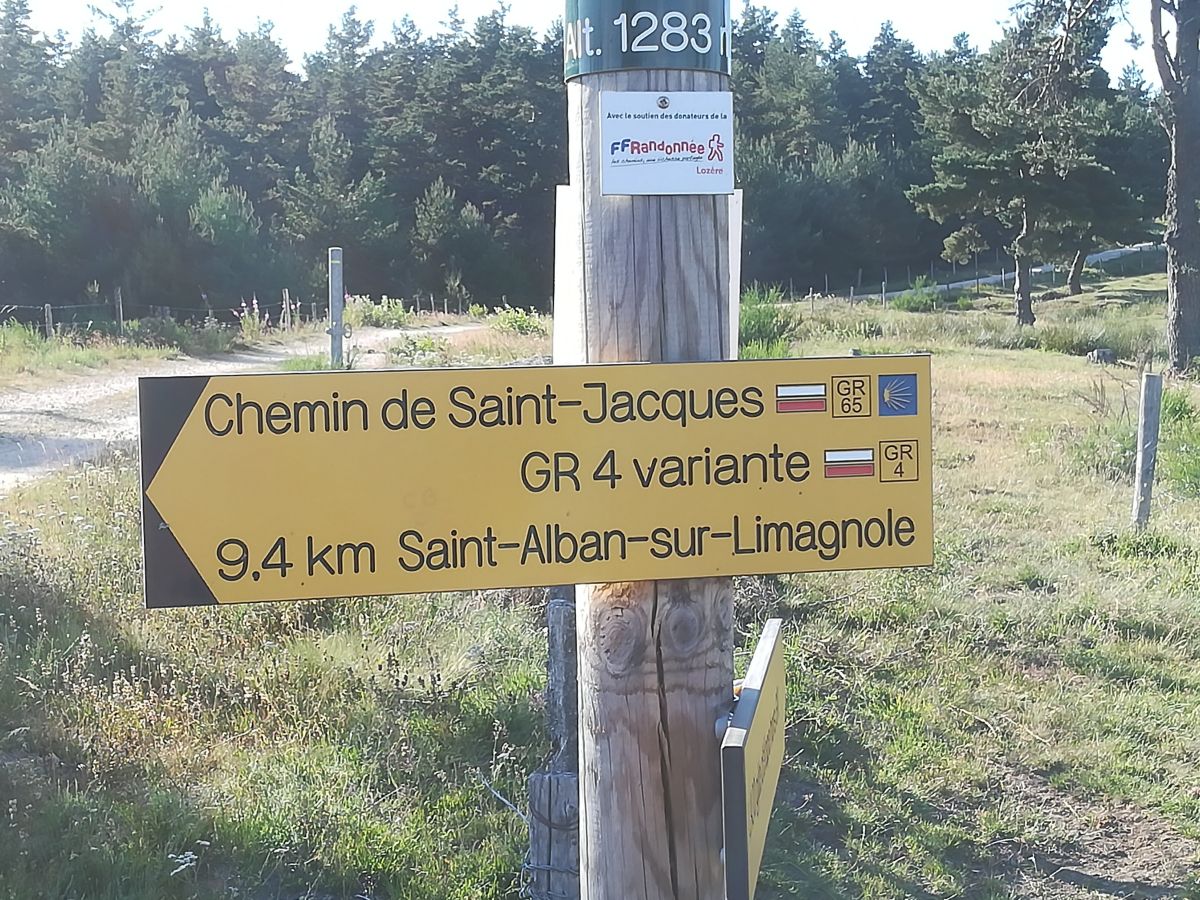 Alt. 1283
Avec le soutien des donateurs de la
FFRandonnée
Lozère
Chemin de Saint-Jacques GR 65
GR 4 variante GR 4
9.4 km Saint-Alban-sur-Limagnole